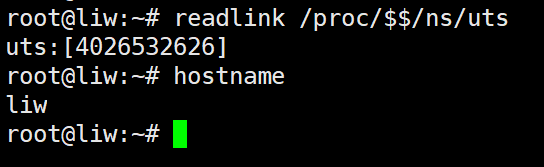 root@liw:~# readlink /proc/$$/ns/uts
uts:[4026532626]
root@liw:~# hostname
liw
root@liw:~#